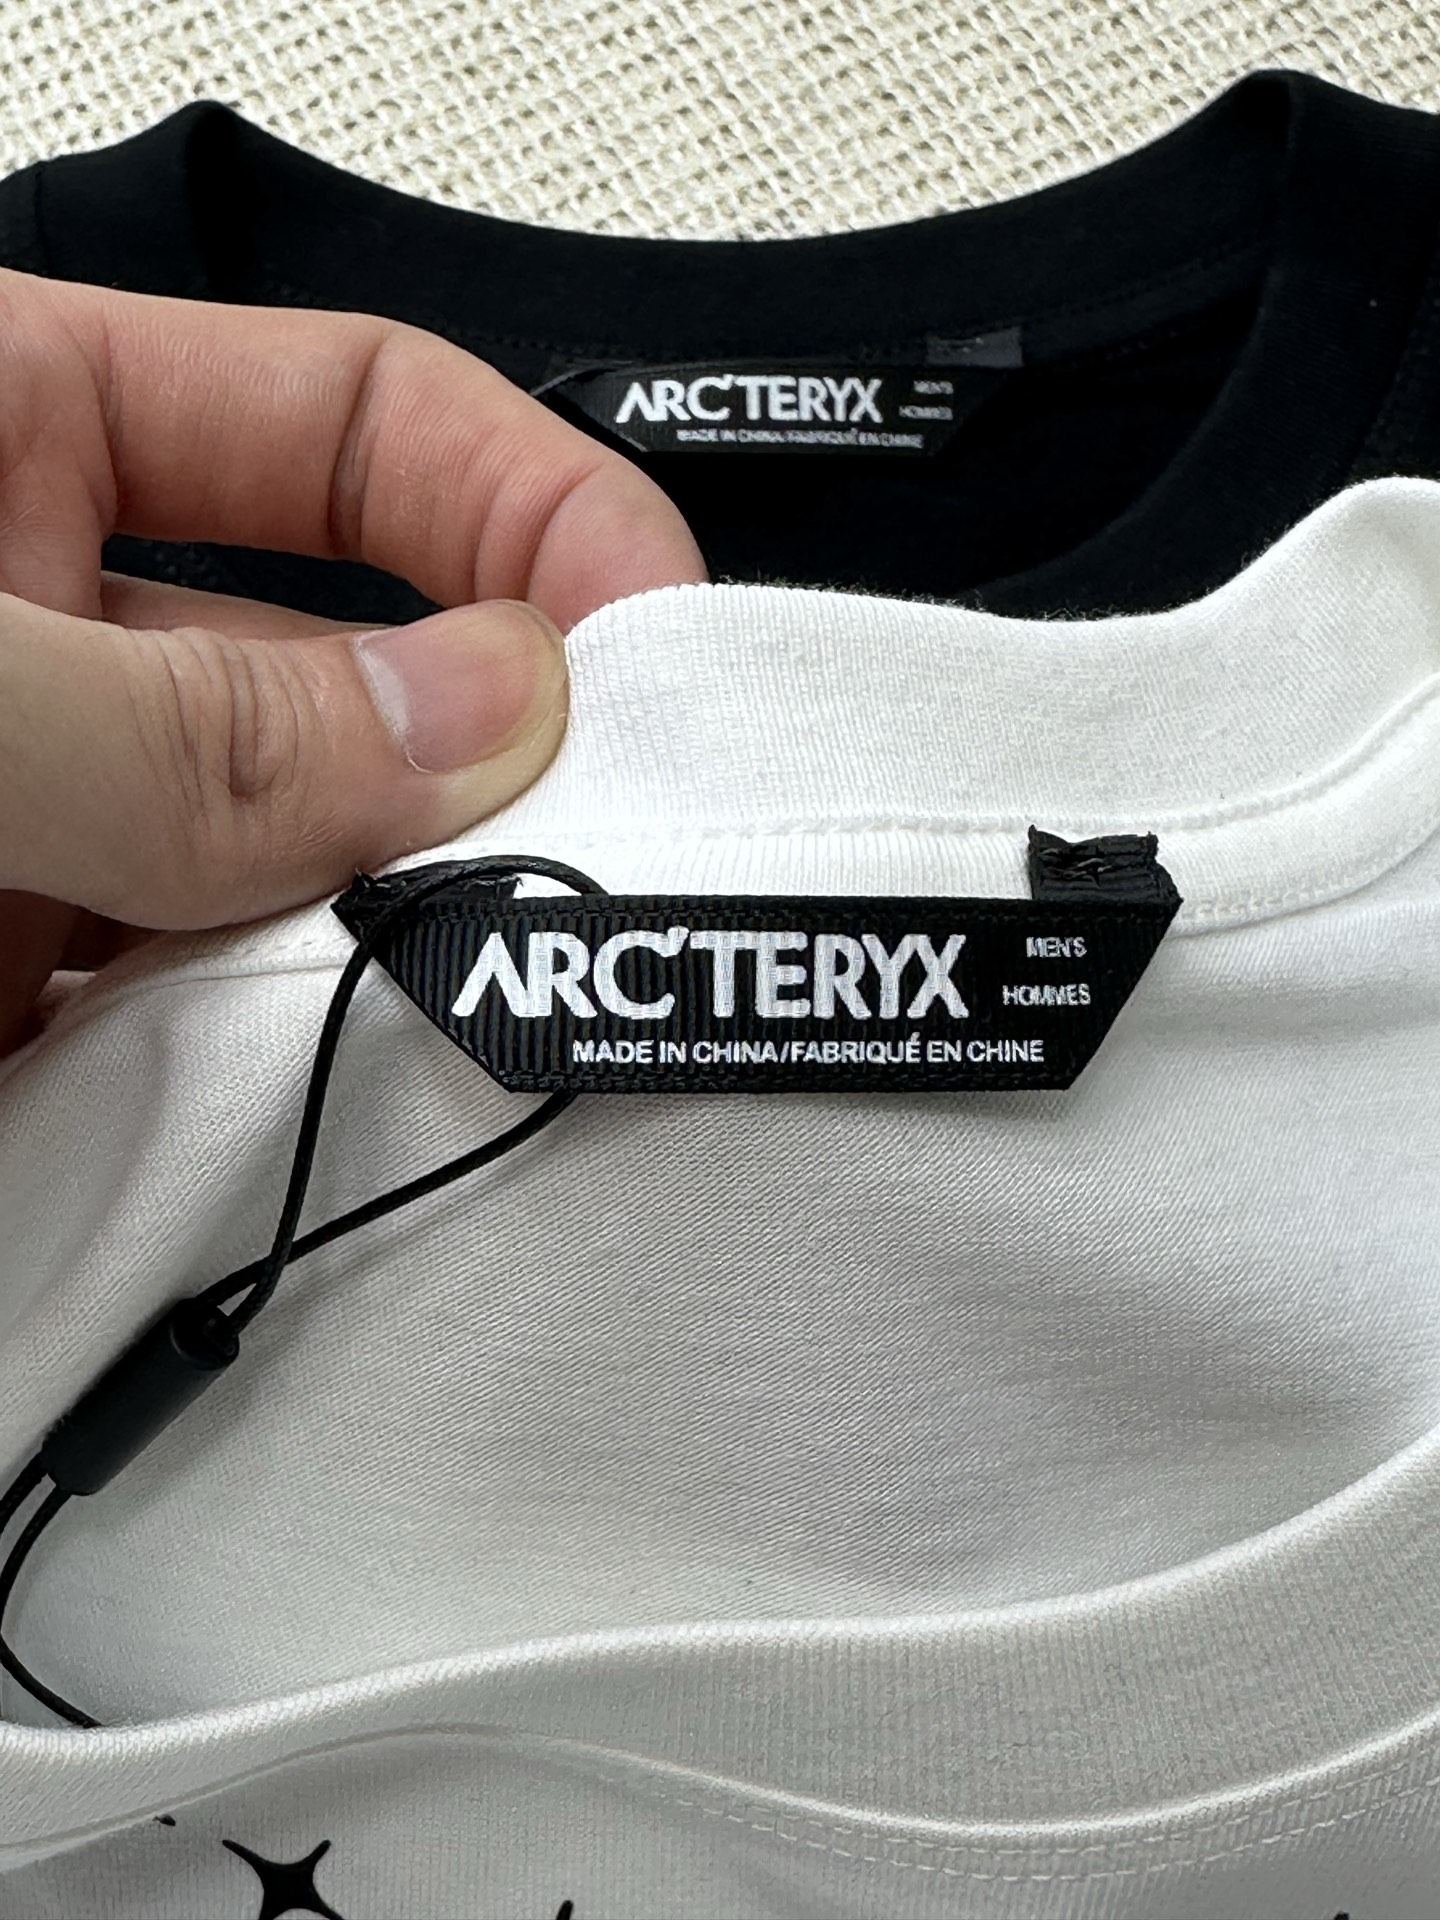 ARC'TERYX
MEN'S
HOMMES
MADE IN CHINA/FABRIQUÉ EN CHINE
ARC'TERYX
MEN'S
HOMMES
MADE IN CHINA/FABRIQUÉ EN CHINE